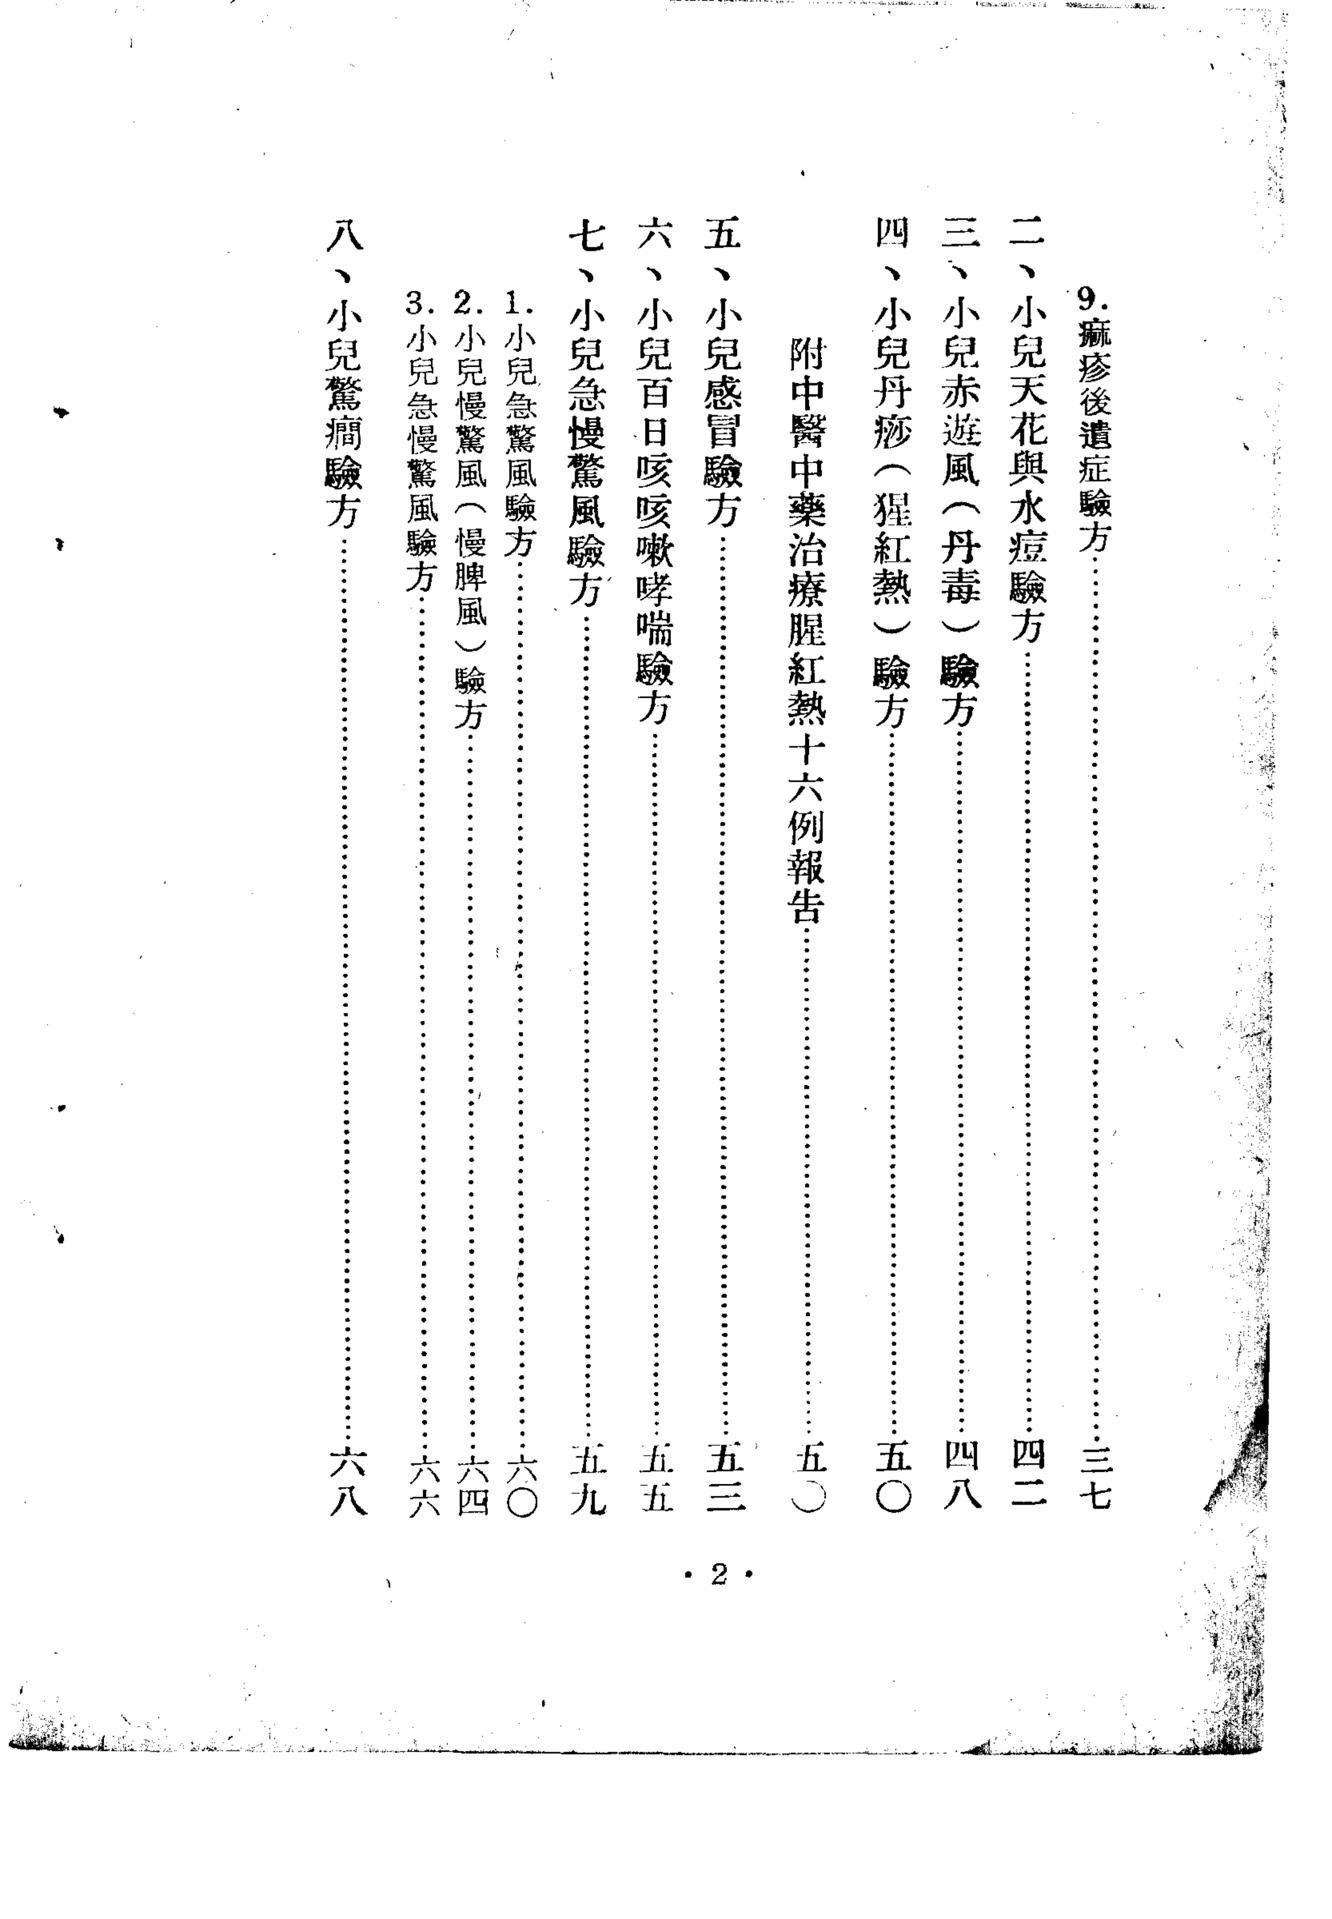 9.痲疹後遺症驗方……三七
二、小兒天花與水痘驗方……四二
三、小兒赤遊風(丹毒)驗方……四八
四、小兒丹痧(猩紅熱)驗方……五〇
附中醫中藥治療腥紅熱十六例報告……五〇
五、小兒感冒驗方……五三
六、小兒百日咳咳嗽哮喘驗方……五五
七、小兒急慢驚風驗方……五九
1.小兒急驚風驗方……六〇
2.小兒慢驚風(慢脾風)驗方……六四
3.小兒急慢驚風驗方……六六
八、小兒驚癇驗方……六八
•2•